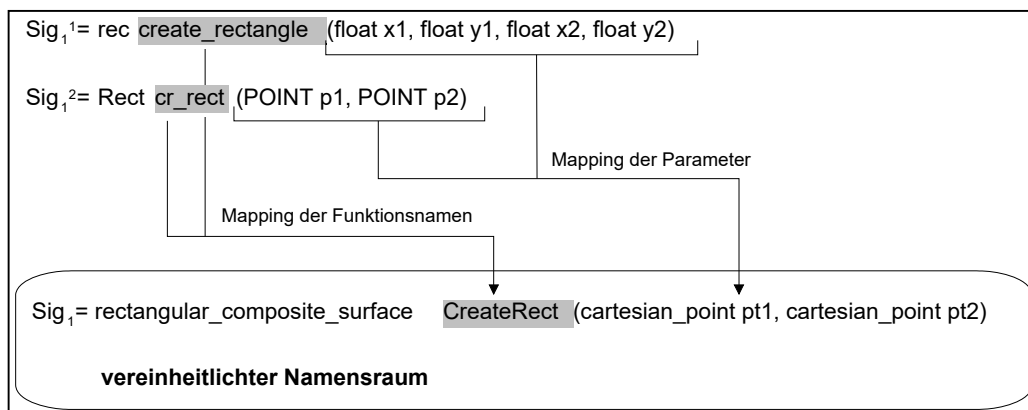 Sig₁¹= rec create_rectangle (float x1, float y1, float x2, float y2)
Sig₁²= Rect cr_rect (POINT p1, POINT p2)
Mapping der Parameter
Mapping der Funktionsnamen
Sig₁= rectangular_composite_surface CreateRect (cartesian_point pt1, cartesian_point pt2)
vereinheitlichter Namensraum